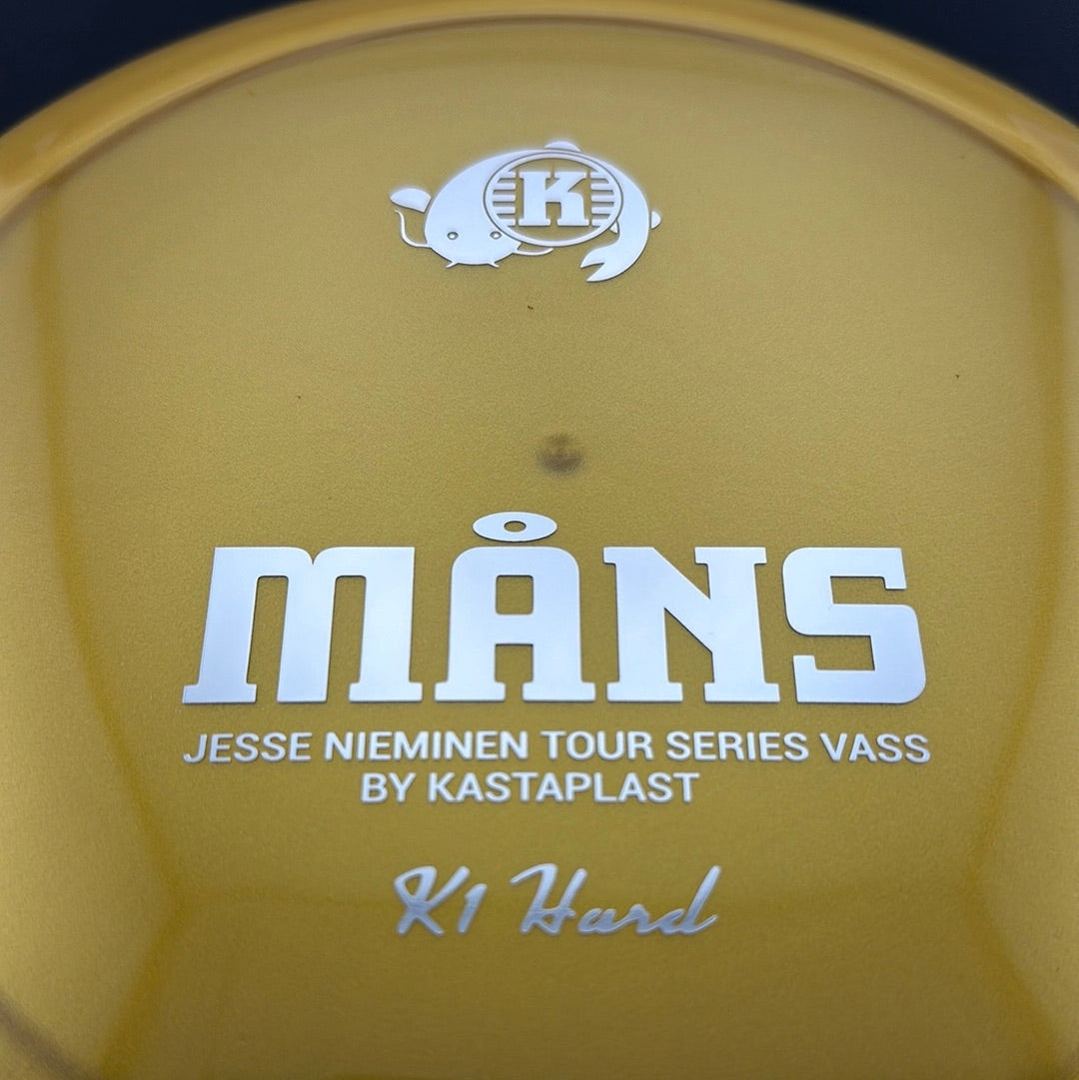 K
MÅNS
JESSE NIEMINEN TOUR SERIES VASS
BY KASTAPLAST
K1 Hard